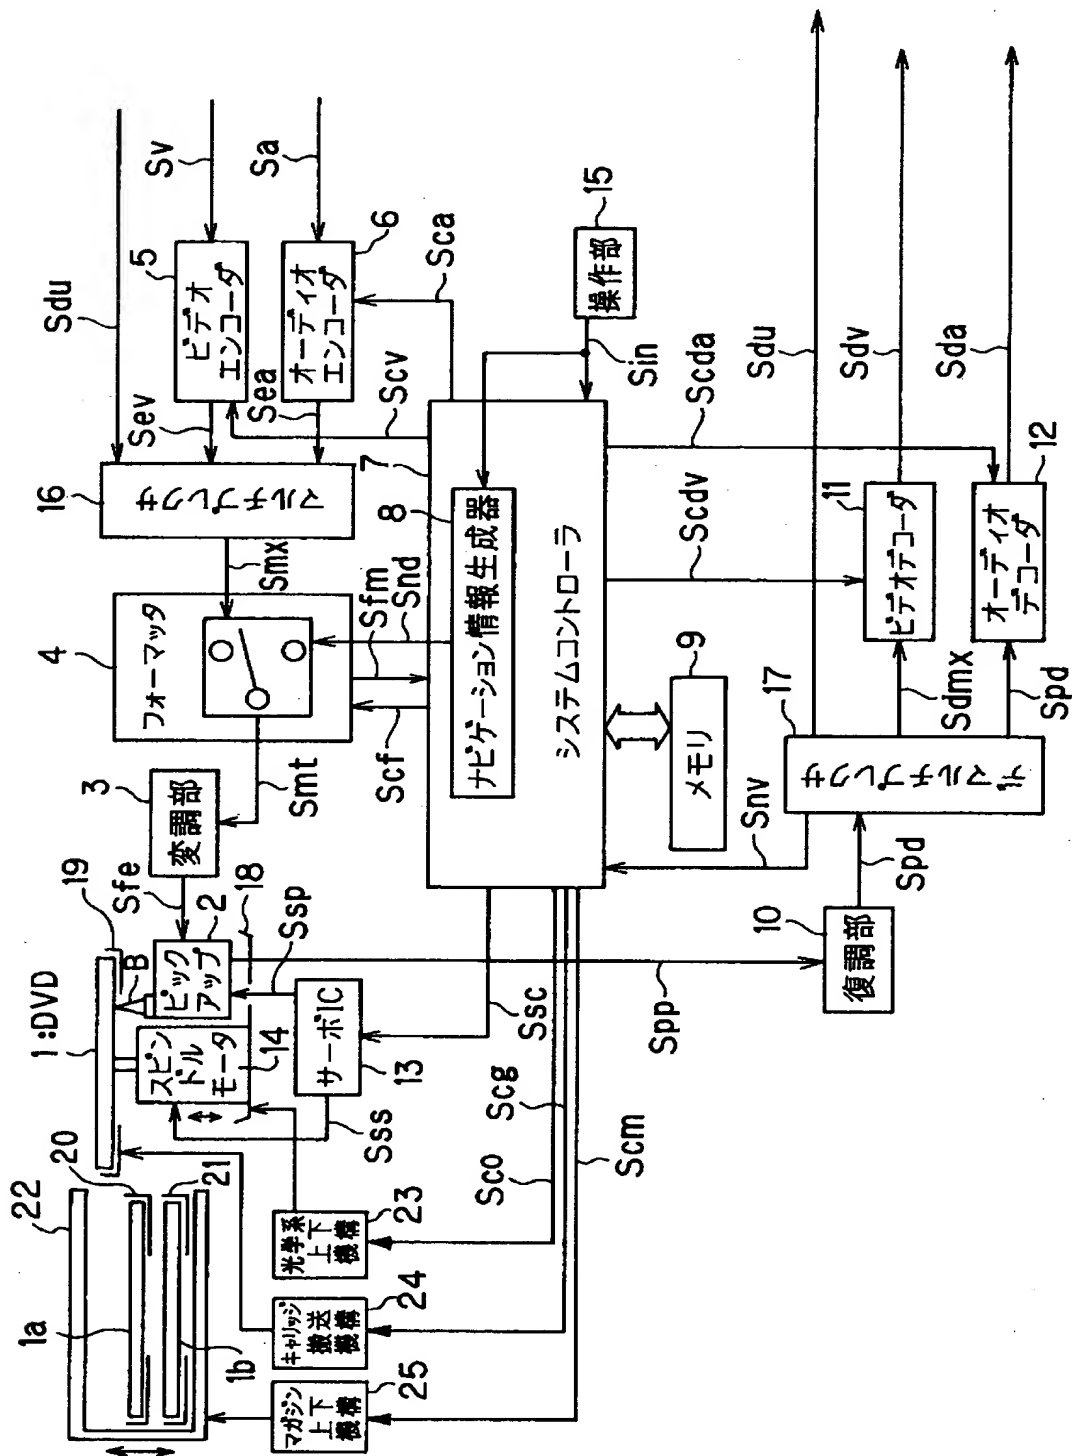 22
20
21
1a
1b
1:DVD
19
B
スピン
ドル
モータ
14
ピック
アップ
2
18
Sfe
3
変調部
Smt
4
フォーマッタ
Smx
16
マルチプレクサ
Sdu
Sev
5
ビデオ
エンコーダ
Sv
Sea
6
オーディオ
エンコーダ
Sa
Scv
Sca
Scf
Sfm
Snd
7
8
ナビゲーション情報生成器
システムコントローラ
Sin
15
操作部
Ssp
サーボIC
13
Sss
Ssc
23
光学系
上下
機構
24
キャリッジ
搬送
機構
25
マガジン
上下
機構
Sco
Scg
Scm
Spp
10
復調部
Spd
Snv
9
メモリ
17
デマルチプレクサ
Scdv
Scda
Sdmx
11
ビデオデコーダ
Spd
12
オーディオ
デコーダ
Sdu
Sdv
Sda